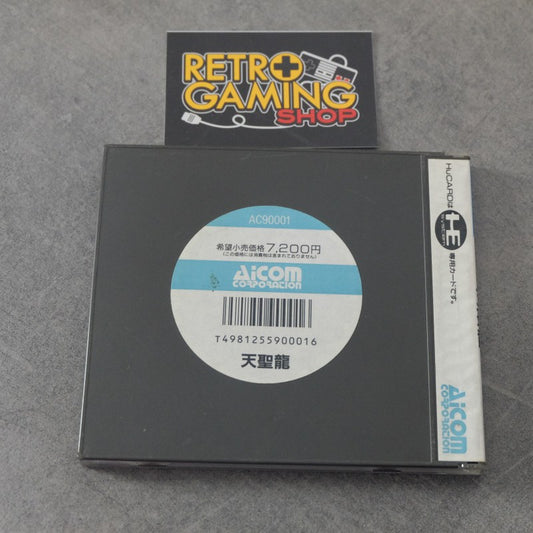 RETRO
GAMING
SHOP
AC90001
希望小売価格 7,200円
(この価格には消費税は含まれておりません)
AiCOM
CORPORATION
T4981255900016
天聖龍
HuCARDは
HE
SYSTEM
専用カードです。
AiCOM
CORPORATION